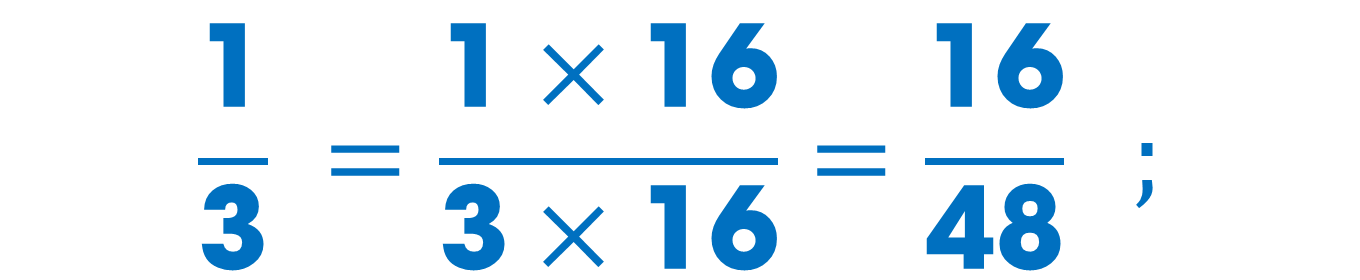 1/3 = 1 × 16/3 × 16 = 16/48 ;